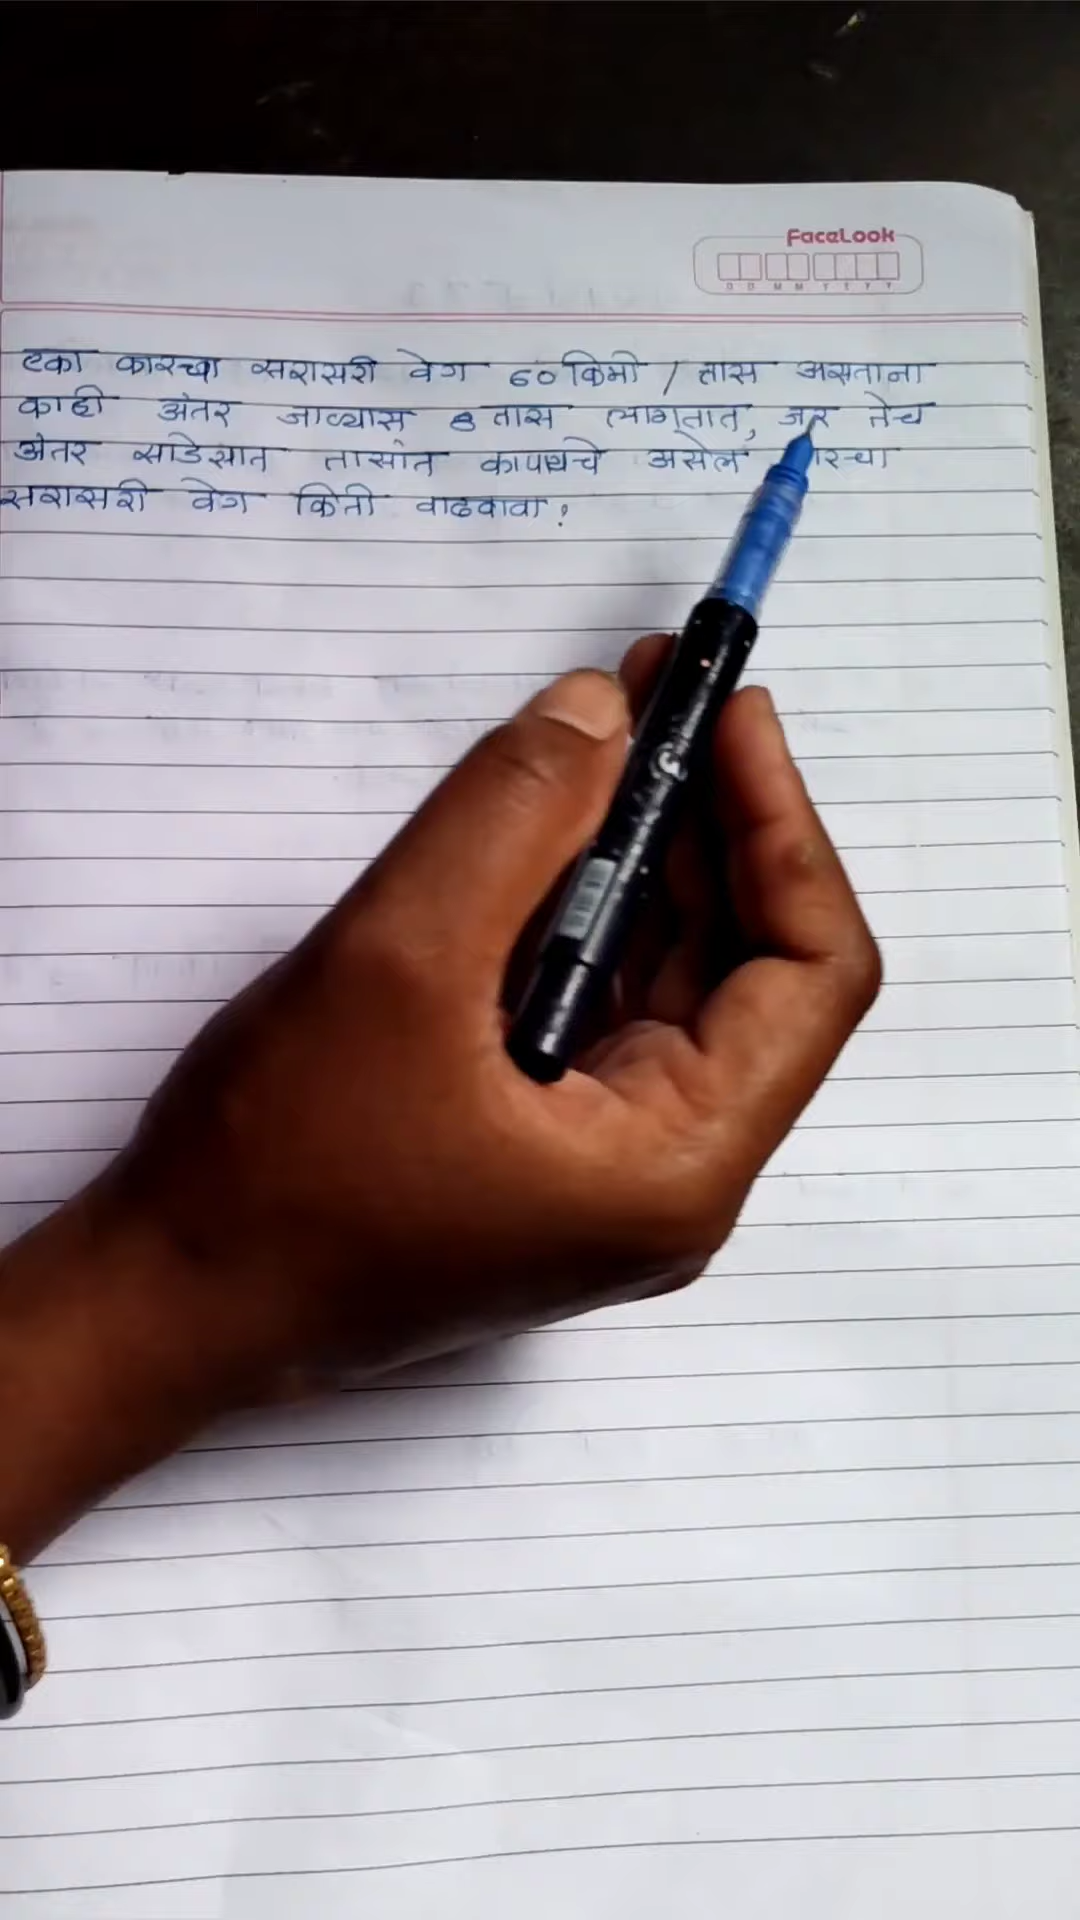 FaceLook
D D M M Y Y Y Y
एका कारच्या सरासरी वेग 60 किमी / तास असताना
काही अंतर जाण्यास 8 तास लागतात, जर तेच
अंतर साडेसात तासांत कापायचे असेल
सरासरी वेग किती वाढवावा ?